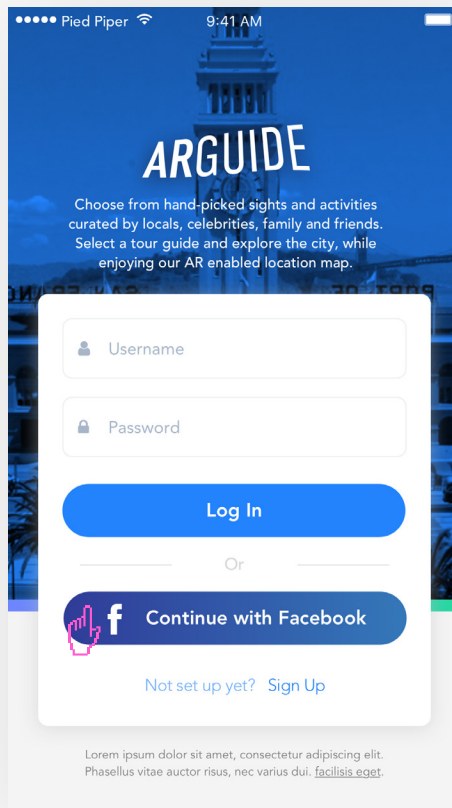 Pied Piper 9:41 AM
ARGUIDE
Choose from hand-picked sights and activities
curated by locals, celebrities, family and friends.
Select a tour guide and explore the city, while
enjoying our AR enabled location map.
Username
Password
Log In
Or
f Continue with Facebook
Not set up yet? Sign Up
Lorem ipsum dolor sit amet, consectetur adipiscing elit.
Phasellus vitae auctor risus, nec varius dui. facilisis eget.